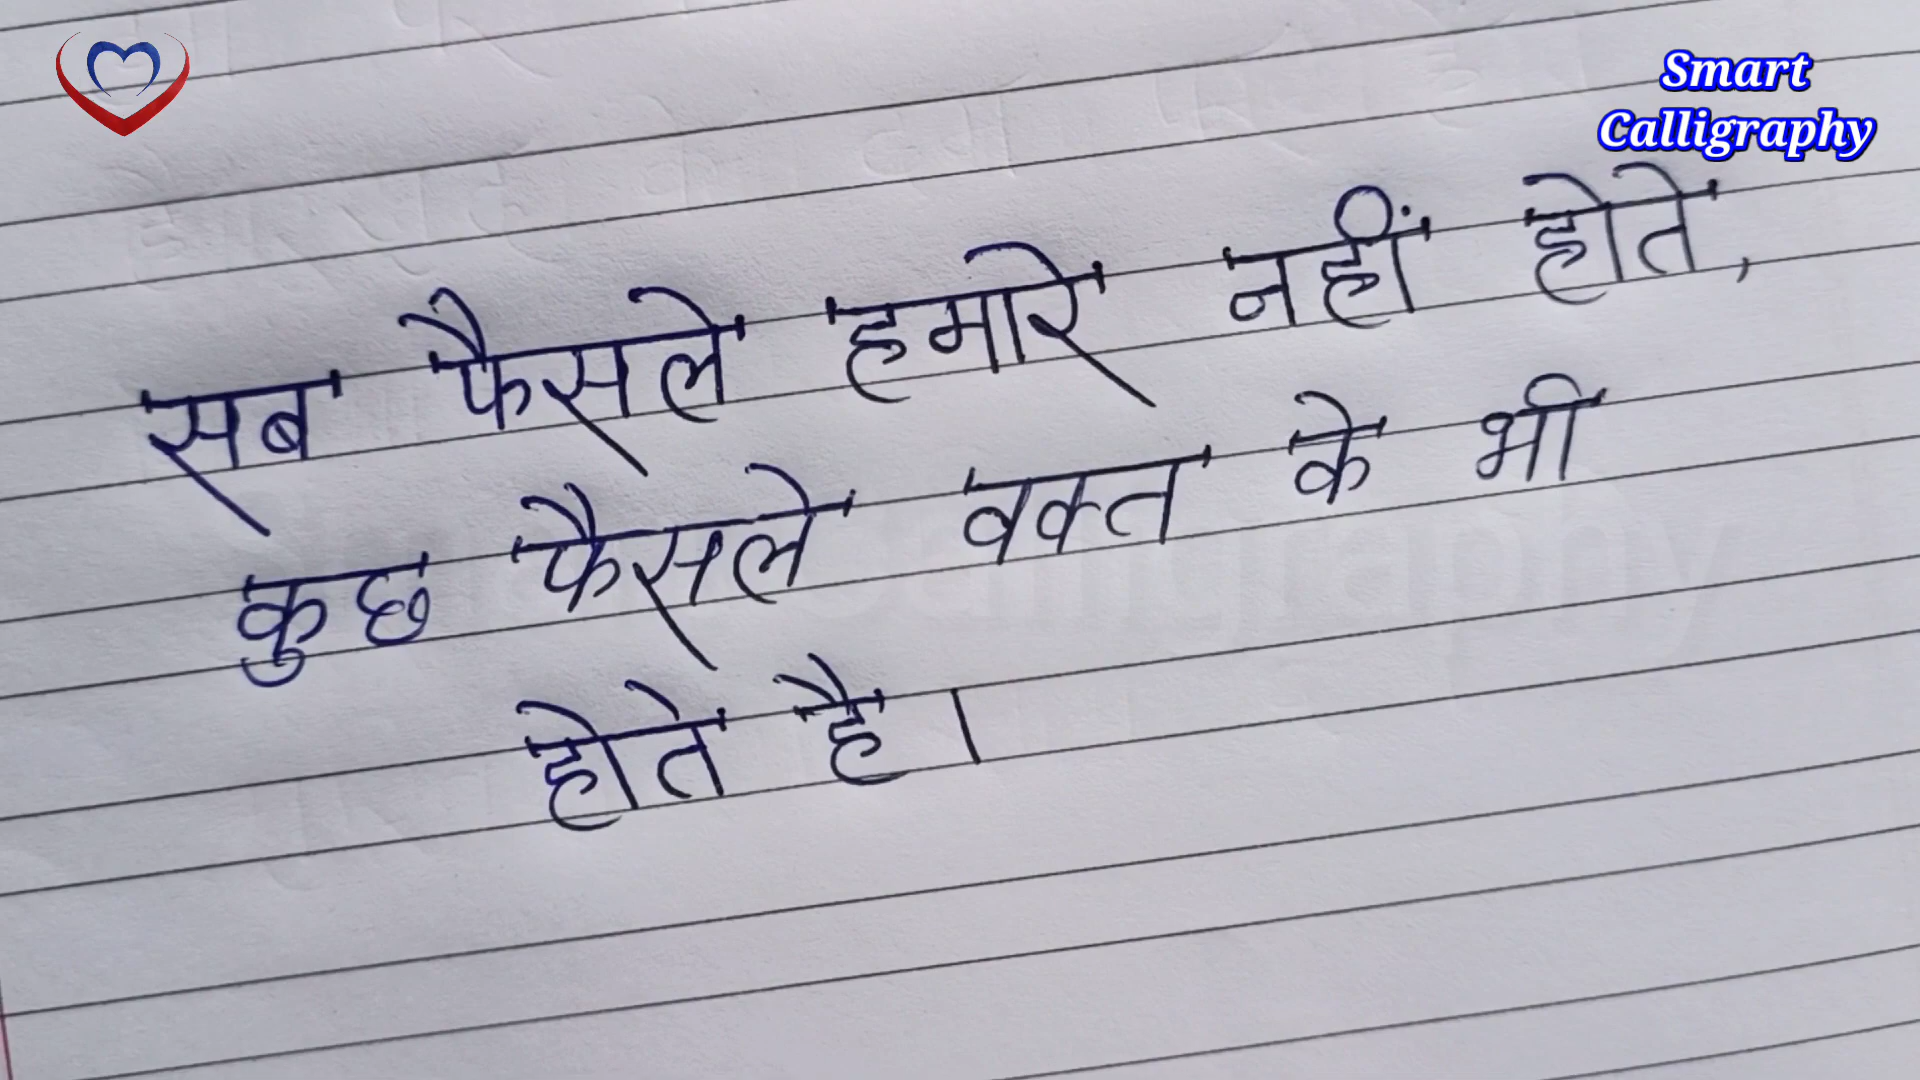 Smart
Calligraphy
सब फैसले हमारे नहीं होते,
कुछ फैसले वक्त के भी
होते है।